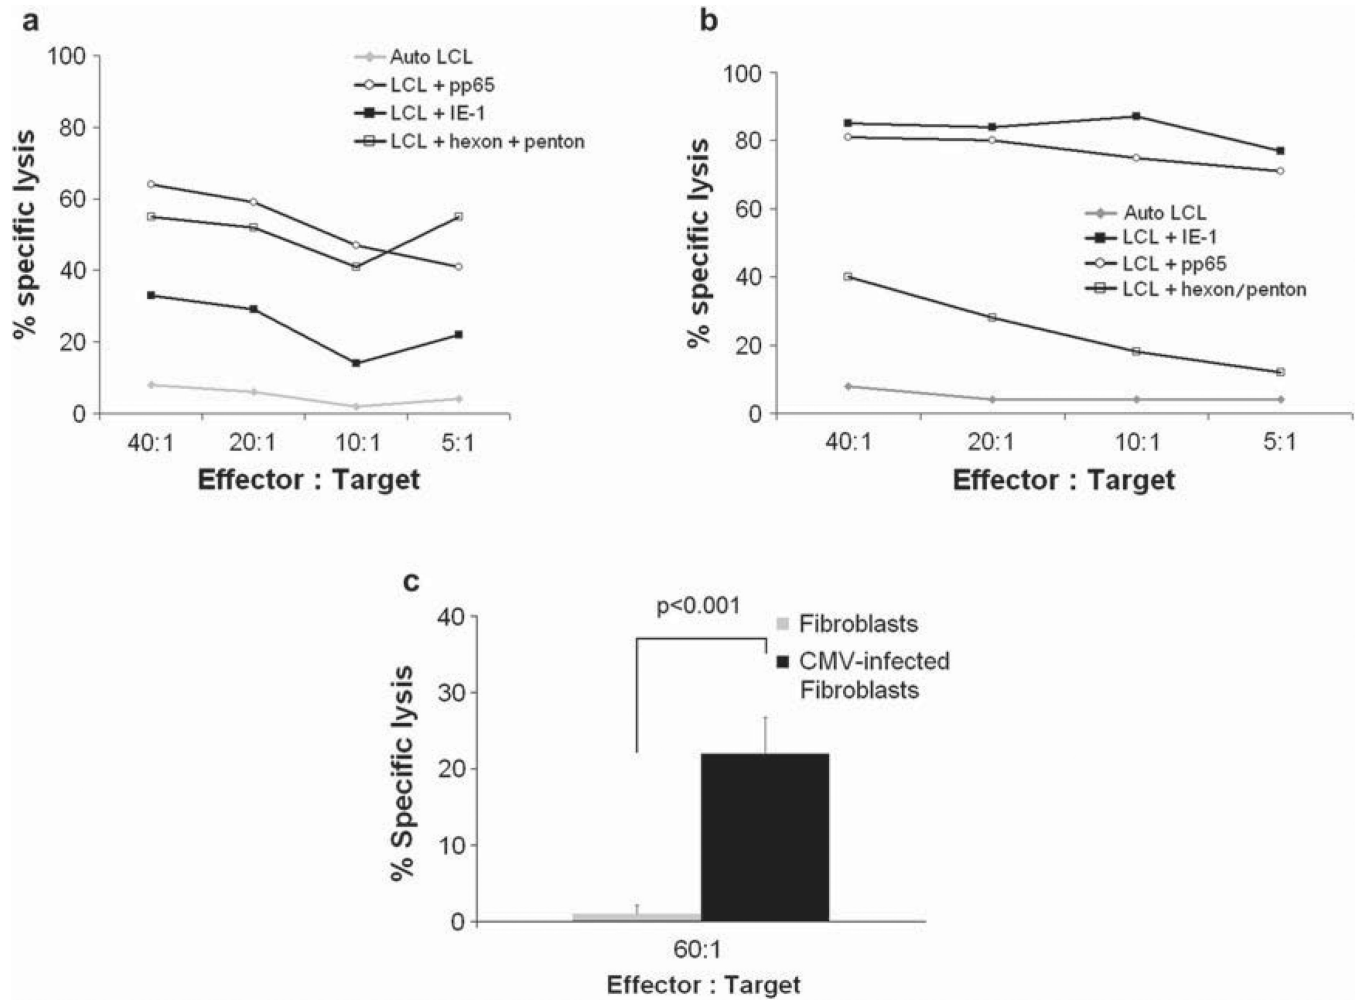 a
100
80
60
40
20
0
% specific lysis
Auto LCL
LCL + pp65
LCL + IE-1
LCL + hexon + penton
40:1 20:1 10:1 5:1
Effector : Target
b
100
80
60
40
20
0
% specific lysis
Auto LCL
LCL + IE-1
LCL + pp65
LCL + hexon/penton
40:1 20:1 10:1 5:1
Effector : Target
c
40
30
20
10
0
% Specific lysis
p<0.001
Fibroblasts
CMV-infected
Fibroblasts
60:1
Effector : Target